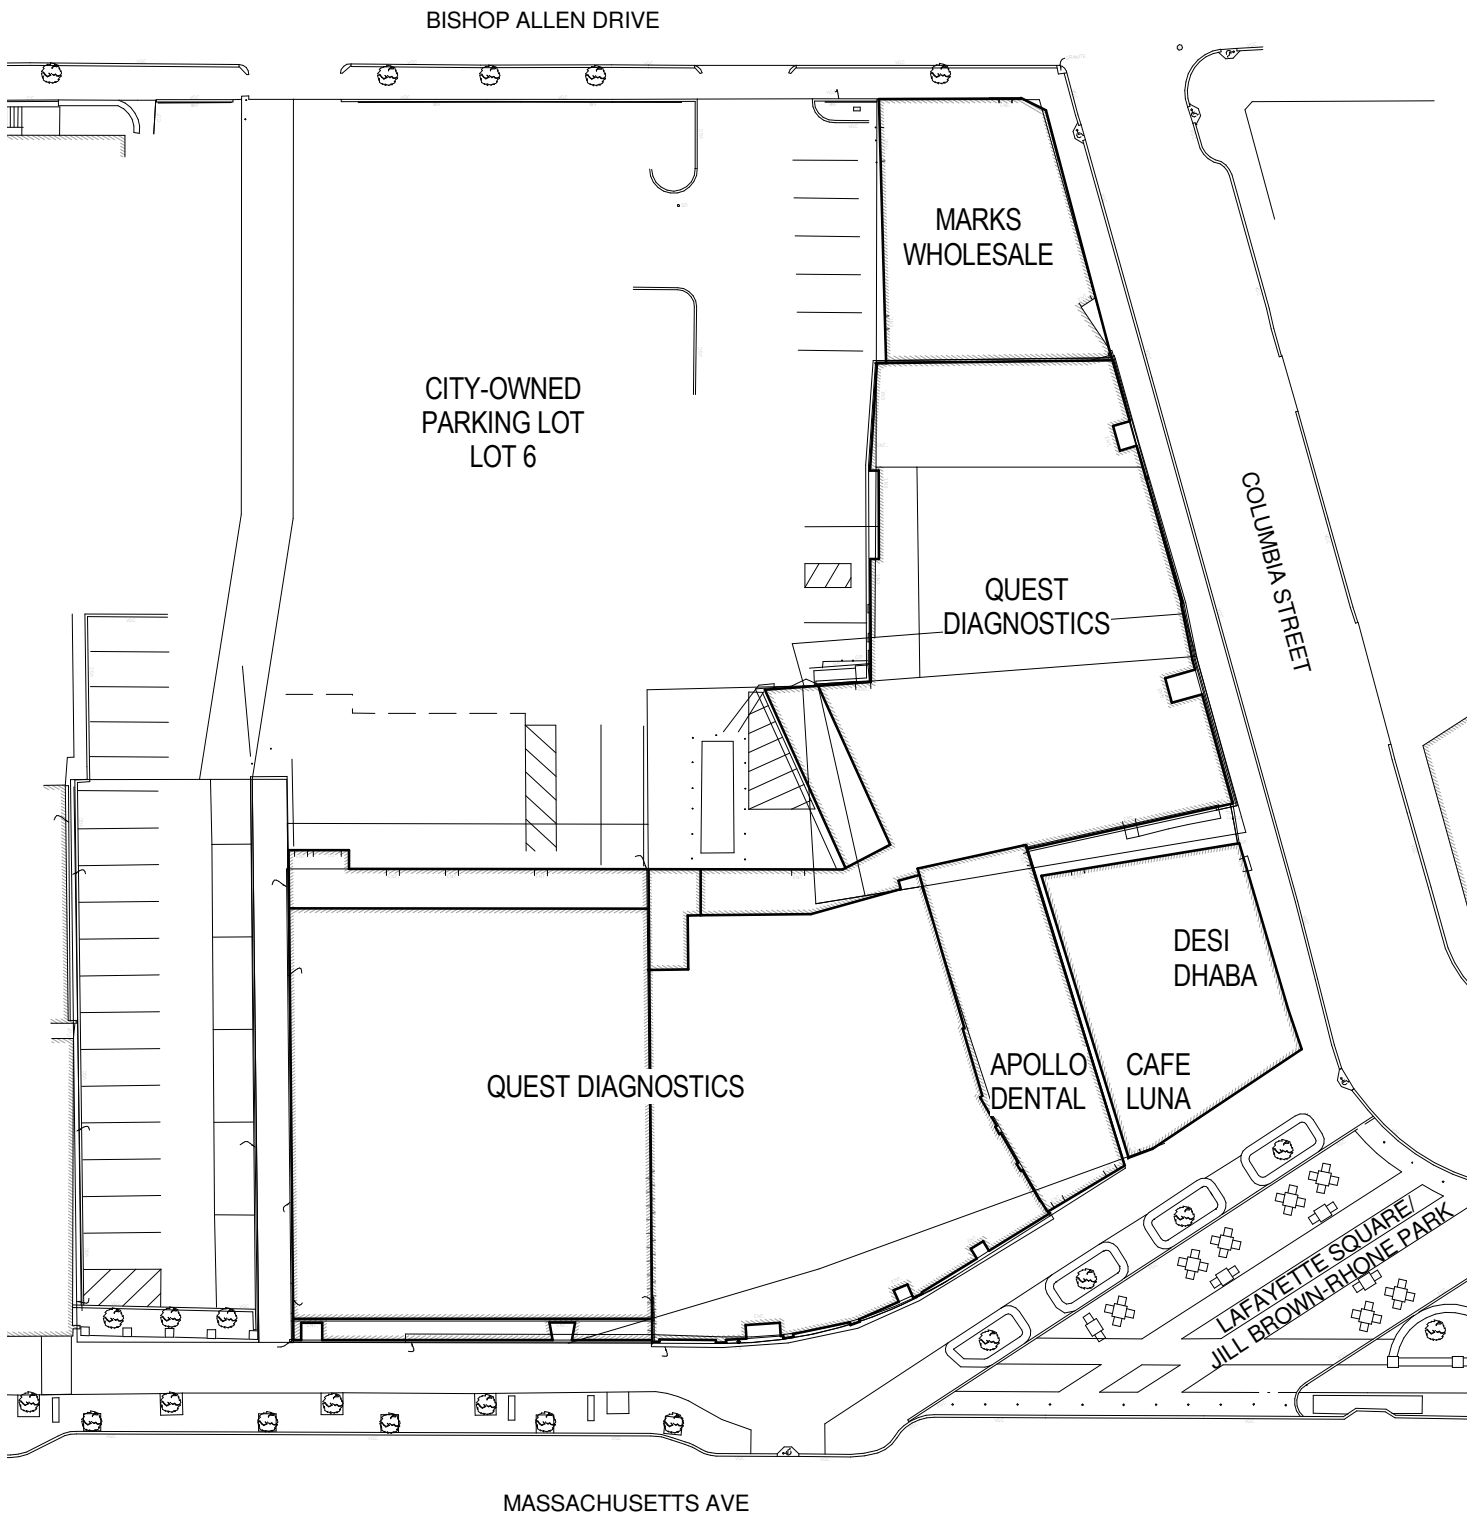 BISHOP ALLEN DRIVE
MARKS
WHOLESALE
CITY-OWNED
PARKING LOT
LOT 6
COLUMBIA STREET
QUEST
DIAGNOSTICS
DESI
DHABA
QUEST DIAGNOSTICS
APOLLO
DENTAL
CAFE
LUNA
LAFAYETTE SQUARE/
JILL BROWN-RHONE PARK
MASSACHUSETTS AVE